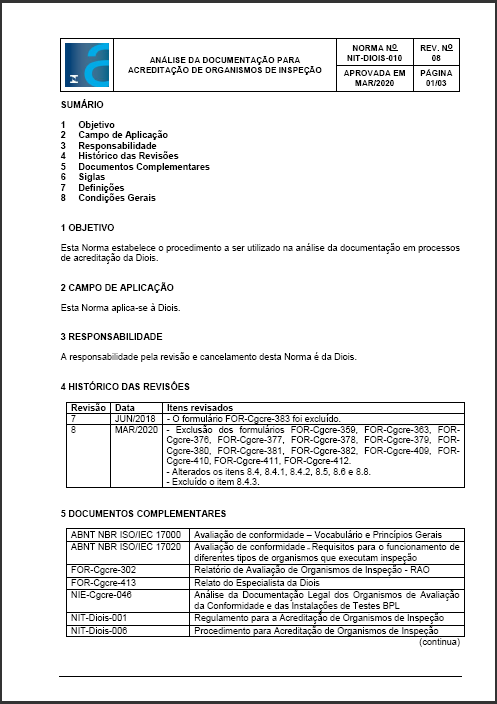 ANÁLISE DA DOCUMENTAÇÃO PARA
ACREDITAÇÃO DE ORGANISMOS DE INSPEÇÃO
NORMA Nº
NIT-DIOIS-010
REV. Nº
08
APROVADA EM
MAR/2020
PÁGINA
01/03
SUMÁRIO
1 Objetivo
2 Campo de Aplicação
3 Responsabilidade
4 Histórico das Revisões
5 Documentos Complementares
6 Siglas
7 Definições
8 Condições Gerais
1 OBJETIVO
Esta Norma estabelece o procedimento a ser utilizado na análise da documentação em processos
de acreditação da Diois.
2 CAMPO DE APLICAÇÃO
Esta Norma aplica-se à Diois.
3 RESPONSABILIDADE
A responsabilidade pela revisão e cancelamento desta Norma é da Diois.
4 HISTÓRICO DAS REVISÕES
Revisão Data Itens revisados
7 JUN/2018 - O formulário FOR-Cgcre-383 foi excluído.
8 MAR/2020 - Exclusão dos formulários FOR-Cgcre-359, FOR-Cgcre-363, FOR-
Cgcre-376, FOR-Cgcre-377, FOR-Cgcre-378, FOR-Cgcre-379, FOR-
Cgcre-380, FOR-Cgcre-381, FOR-Cgcre-382, FOR-Cgcre-409, FOR-
Cgcre-410, FOR-Cgcre-411, FOR-Cgcre-412.
- Alterados os itens 8.4, 8.4.1, 8.4.2, 8.5, 8.6 e 8.8.
- Excluído o item 8.4.3.
5 DOCUMENTOS COMPLEMENTARES
ABNT NBR ISO/IEC 17000 Avaliação de conformidade – Vocabulário e Princípios Gerais
ABNT NBR ISO/IEC 17020 Avaliação de conformidade - Requisitos para o funcionamento de
diferentes tipos de organismos que executam inspeção
FOR-Cgcre-302 Relatório de Avaliação de Organismos de Inspeção - RAO
FOR-Cgcre-413 Relato do Especialista da Diois
NIE-Cgcre-046 Análise da Documentação Legal dos Organismos de Avaliação
da Conformidade e das Instalações de Testes BPL
NIT-Diois-001 Regulamento para a Acreditação de Organismos de Inspeção
NIT-Diois-006 Procedimento para Acreditação de Organismos de Inspeção
(continua)